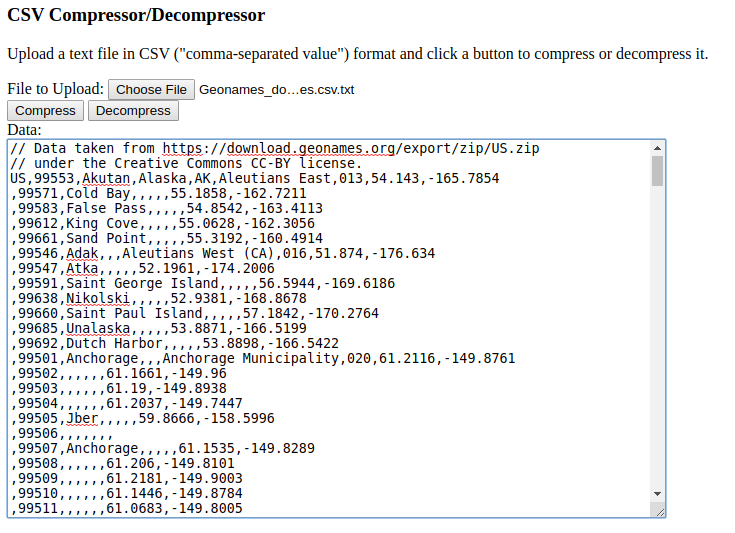 CSV Compressor/Decompressor
Upload a text file in CSV ("comma-separated value") format and click a button to compress or decompress it.
File to Upload: Choose File Geonames_do…es.csv.txt
Compress Decompress
Data:
// Data taken from https://download.geonames.org/export/zip/US.zip
// under the Creative Commons CC-BY license.
US,99553,Akutan,Alaska,AK,Aleutians East,013,54.143,-165.7854
,99571,Cold Bay,,,,,55.1858,-162.7211
,99583,False Pass,,,,,54.8542,-163.4113
,99612,King Cove,,,,,55.0628,-162.3056
,99661,Sand Point,,,,,55.3192,-160.4914
,99546,Adak,,,Aleutians West (CA),016,51.874,-176.634
,99547,Atka,,,,,52.1961,-174.2006
,99591,Saint George Island,,,,,56.5944,-169.6186
,99638,Nikolski,,,,,52.9381,-168.8678
,99660,Saint Paul Island,,,,,57.1842,-170.2764
,99685,Unalaska,,,,,53.8871,-166.5199
,99692,Dutch Harbor,,,,,53.8898,-166.5422
,99501,Anchorage,,,Anchorage Municipality,020,61.2116,-149.8761
,99502,,,,,,61.1661,-149.96
,99503,,,,,,61.19,-149.8938
,99504,,,,,,61.2037,-149.7447
,99505,Jber,,,,,59.8666,-158.5996
,99506,,,,,,,
,99507,Anchorage,,,,,61.1535,-149.8289
,99508,,,,,,61.206,-149.8101
,99509,,,,,,61.2181,-149.9003
,99510,,,,,,61.1446,-149.8784
,99511,,,,,,61.0683,-149.8005